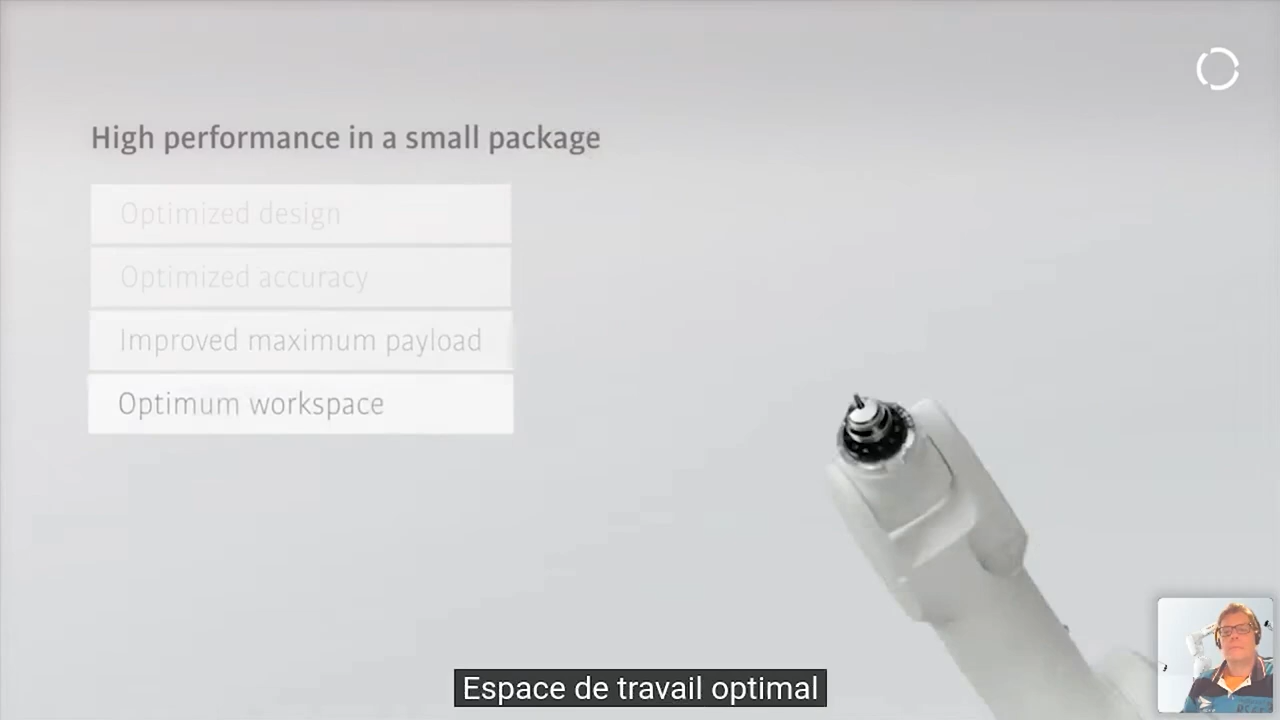 High performance in a small package
Optimized design
Optimized accuracy
Improved maximum payload
Optimum workspace
Espace de travail optimal